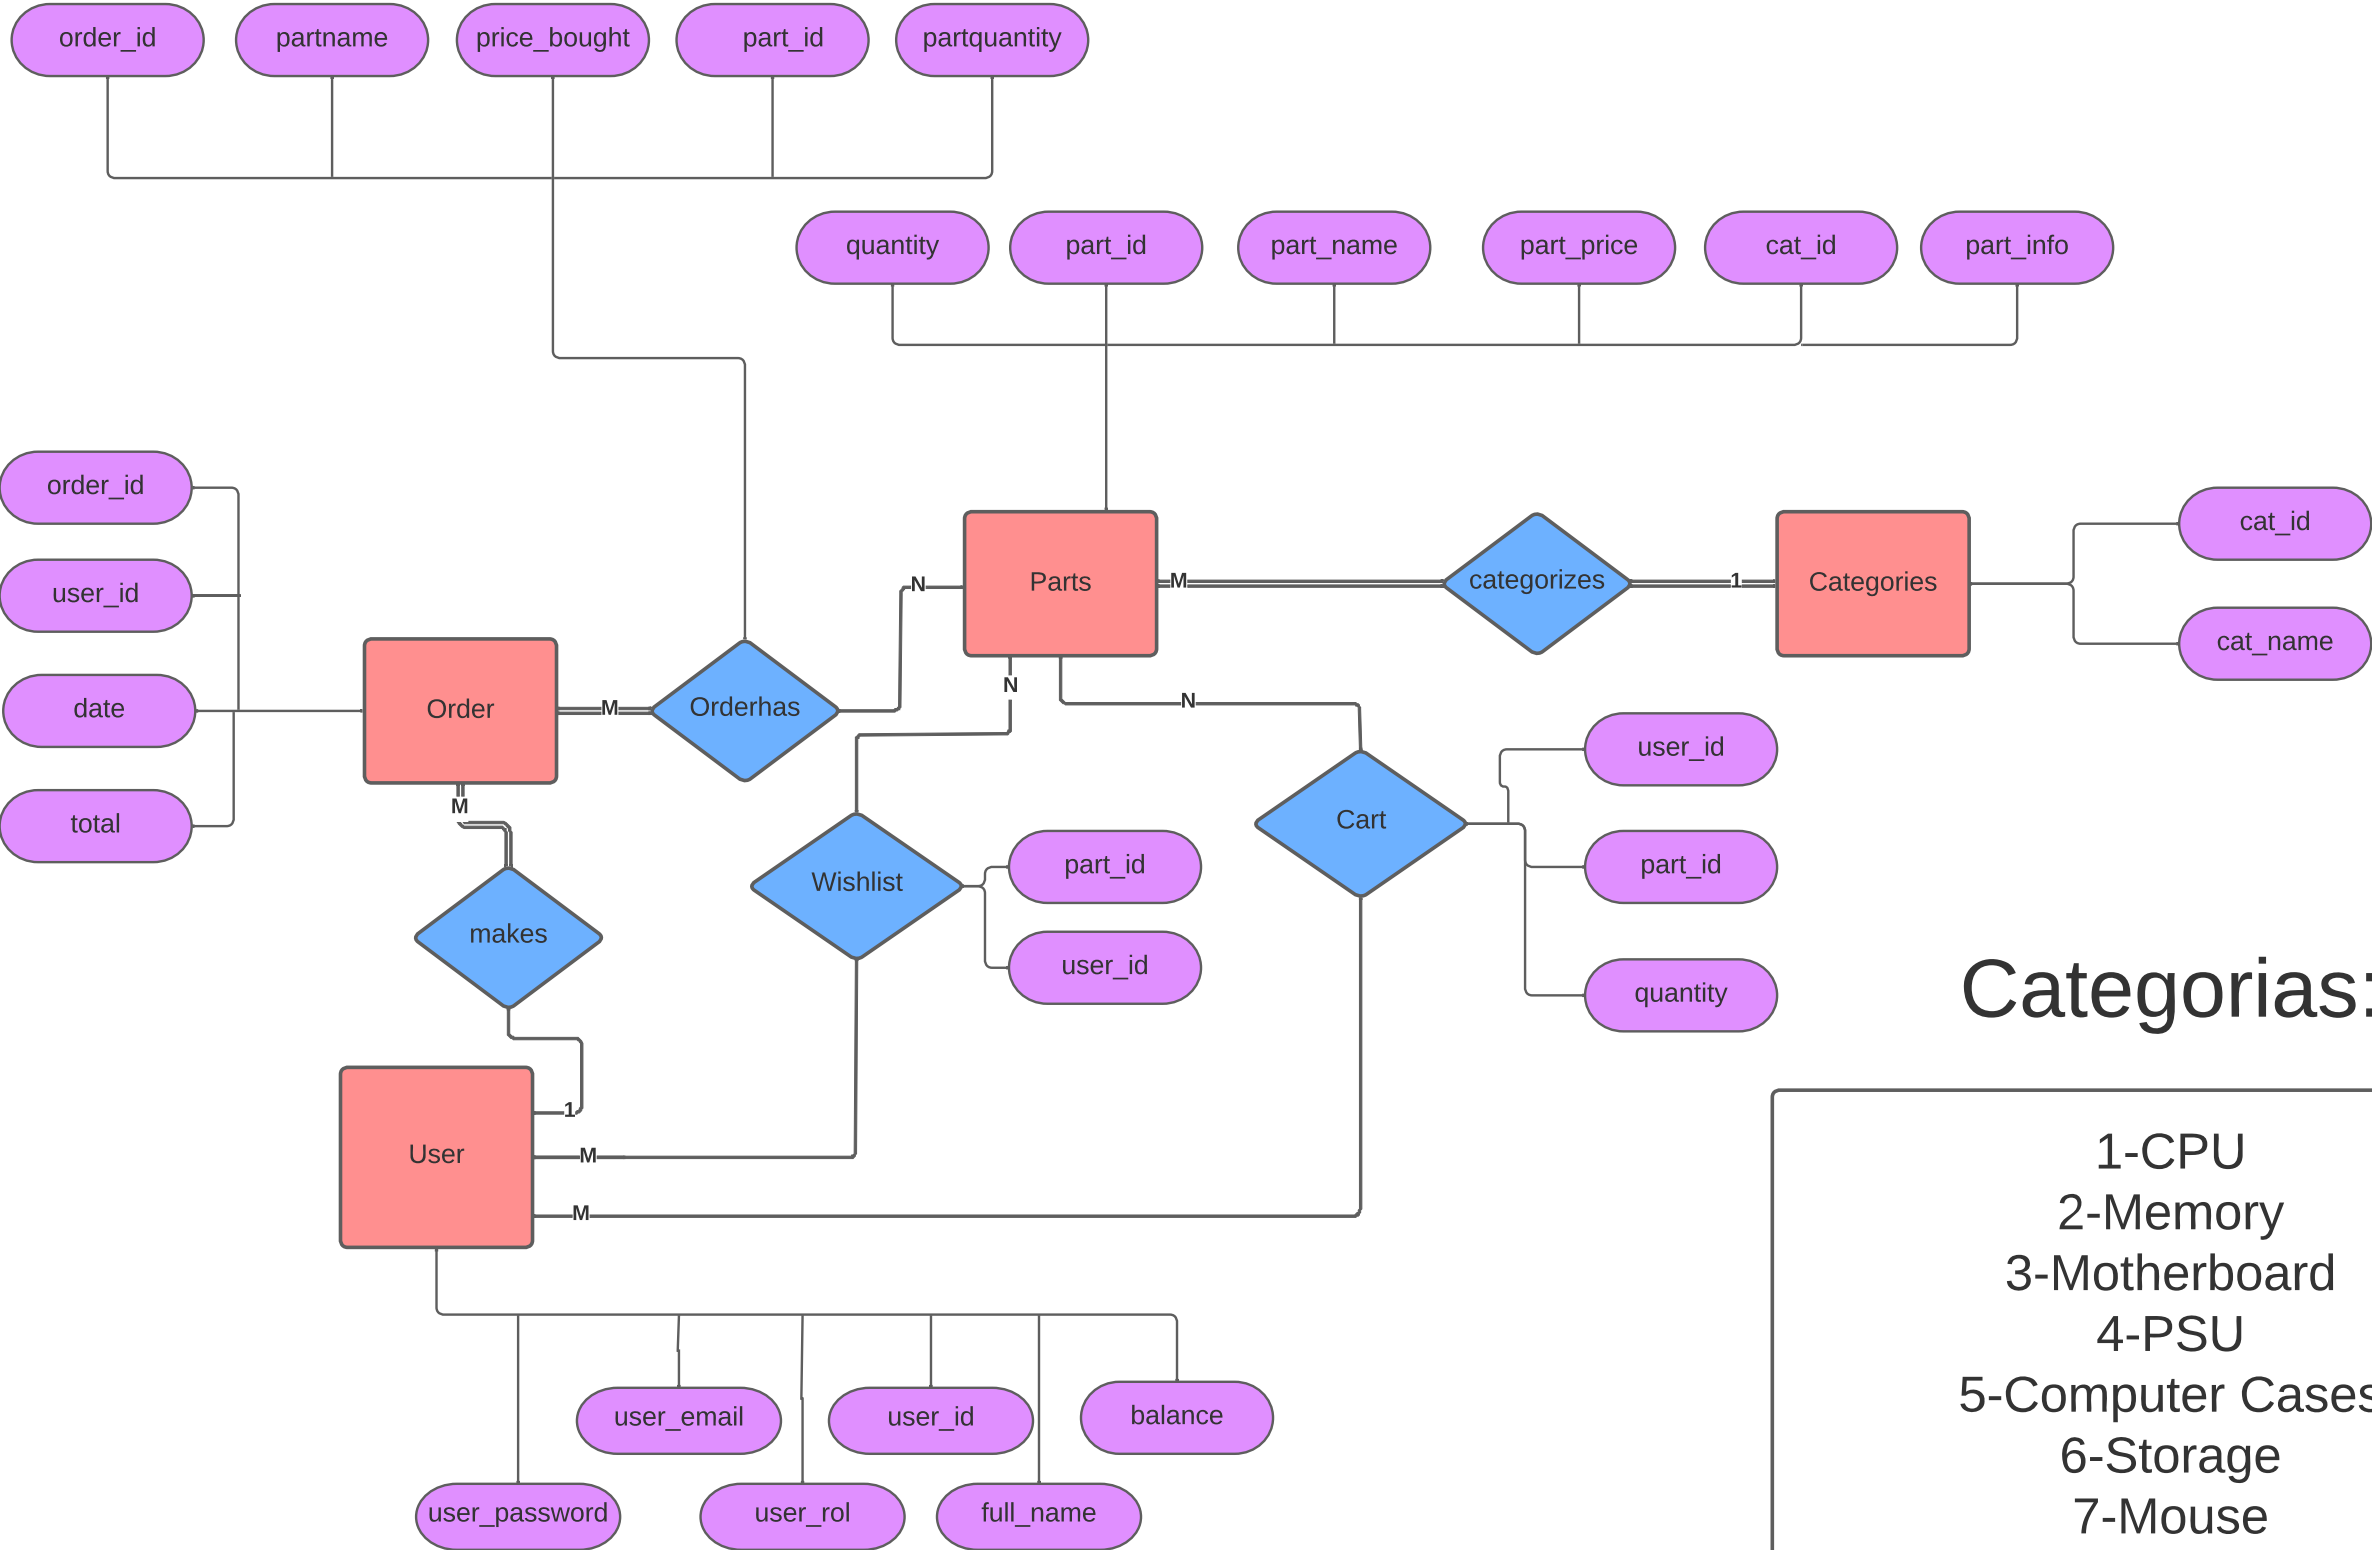 order_id
partname
price_bought
part_id
partquantity
quantity
part_id
part_name
part_price
cat_id
part_info
order_id
user_id
date
total
Order
M
Orderhas
N
Parts
M
categorizes
1
Categories
cat_id
cat_name
N
N
M
makes
Wishlist
part_id
user_id
Cart
user_id
part_id
quantity
1
User
M
M
user_email
user_id
balance
user_password
user_rol
full_name
Categorias:
1-CPU
2-Memory
3-Motherboard
4-PSU
5-Computer Cases
6-Storage
7-Mouse